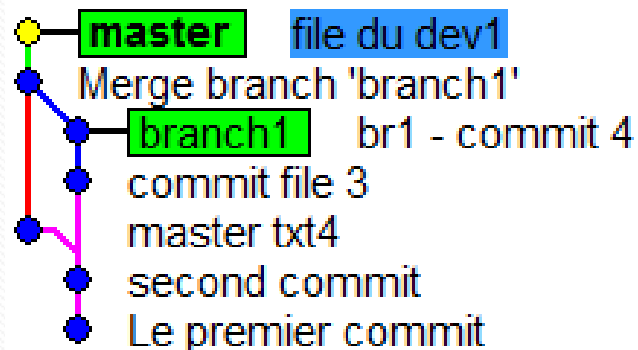 master file du dev1
Merge branch 'branch1'
branch1 br1 - commit 4
commit file 3
master txt4
second commit
Le premier commit